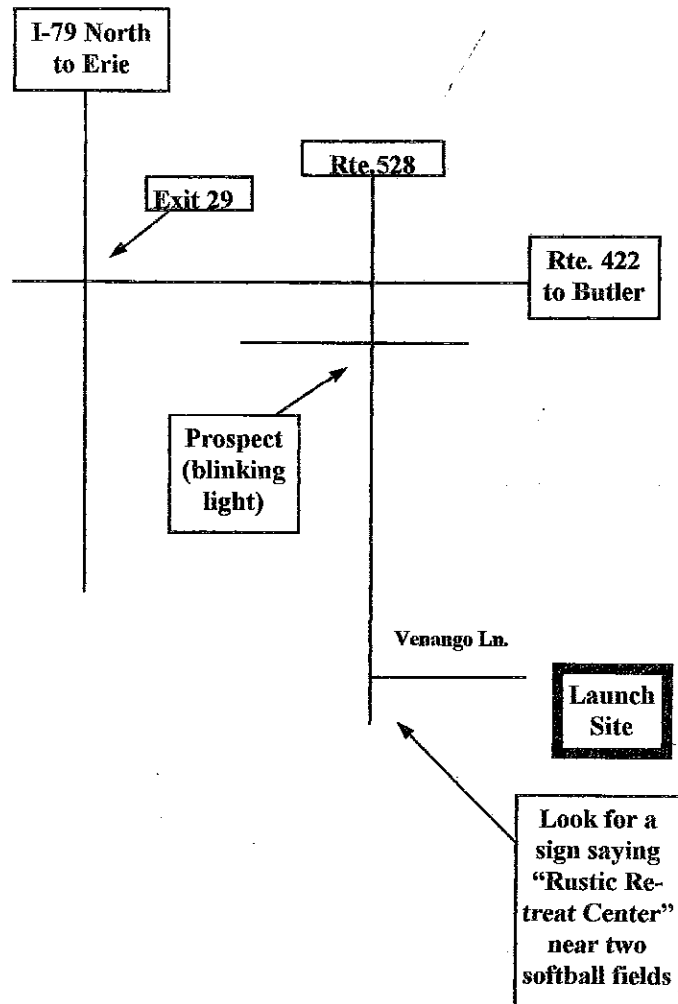 I-79 North
to Erie
Rte.528
Exit 29
Rte. 422
to Butler
Prospect
(blinking
light)
Venango Ln.
Launch
Site
Look for a
sign saying
“Rustic Re-
treat Center”
near two
softball fields